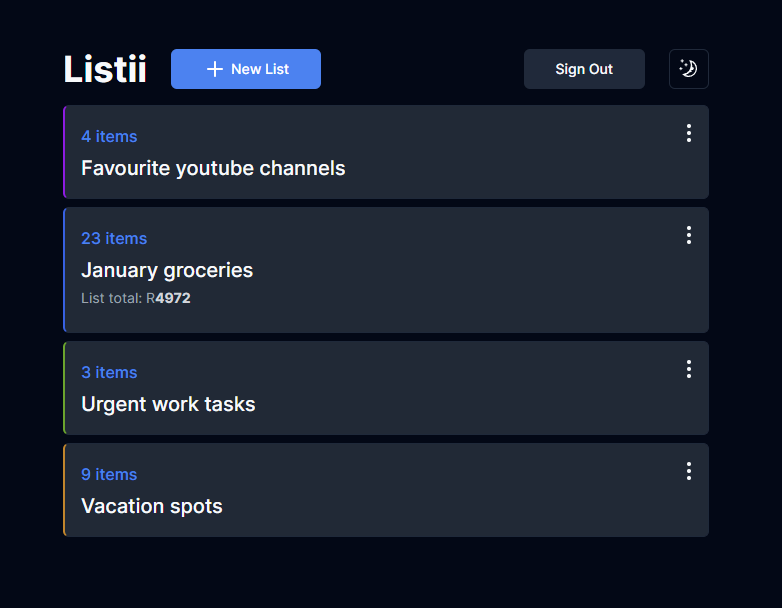 Listii
New List
Sign Out
4 items
Favourite youtube channels
23 items
January groceries
List total: R4972
3 items
Urgent work tasks
9 items
Vacation spots